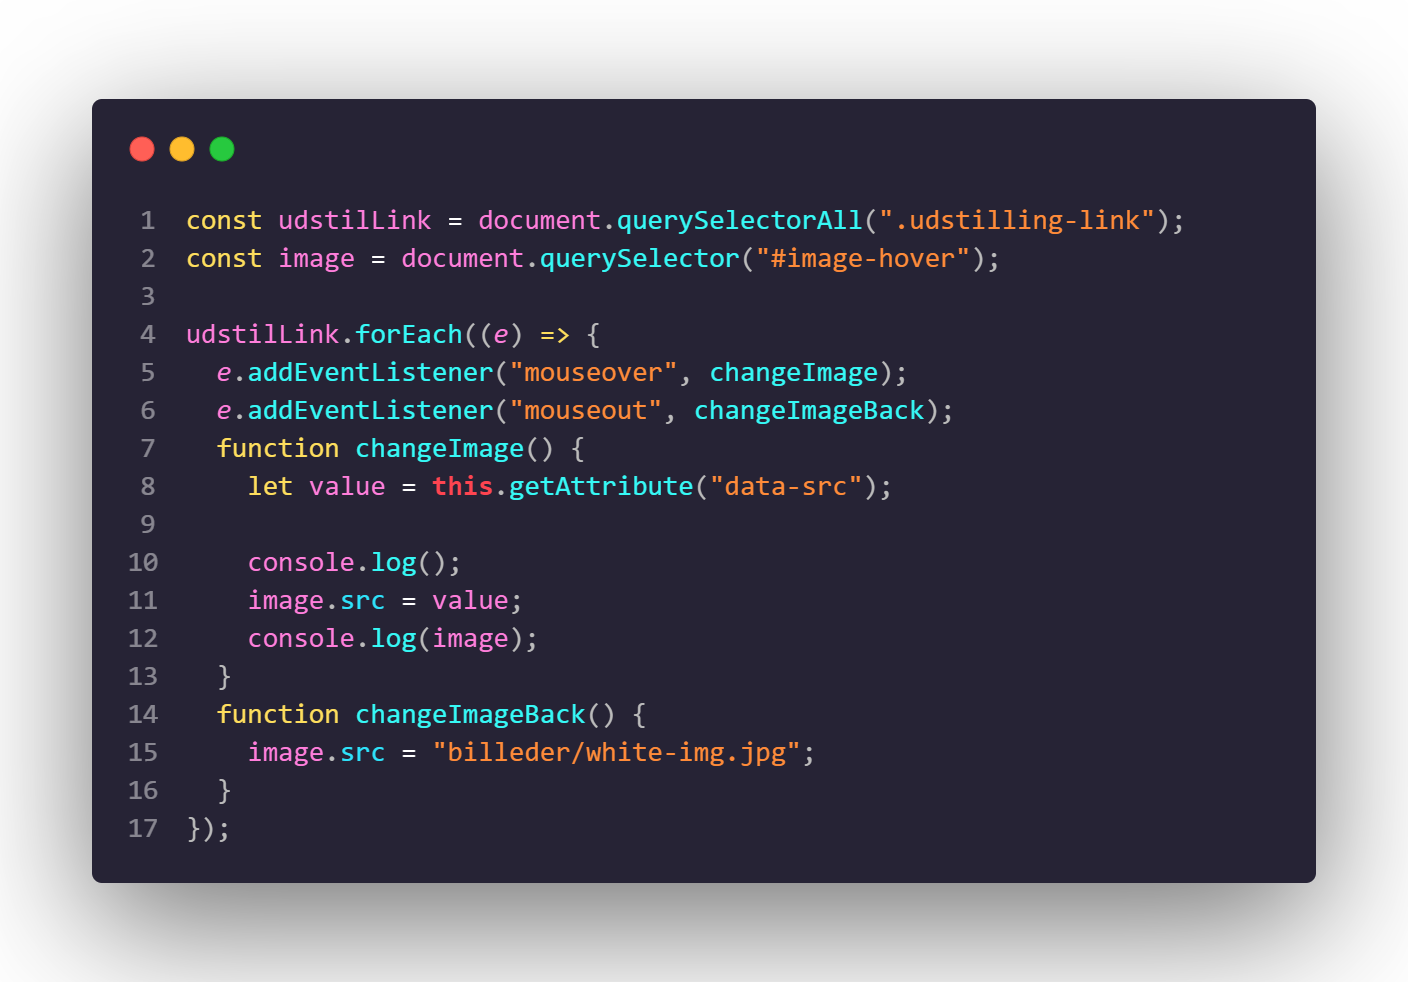 1 const udstilLink = document.querySelectorAll(".udstilling-link");
2 const image = document.querySelector("#image-hover");
3
4 udstilLink.forEach((e) => {
5   e.addEventListener("mouseover", changeImage);
6   e.addEventListener("mouseout", changeImageBack);
7   function changeImage() {
8     let value = this.getAttribute("data-src");
9
10     console.log();
11     image.src = value;
12     console.log(image);
13   }
14   function changeImageBack() {
15     image.src = "billeder/white-img.jpg";
16   }
17 });